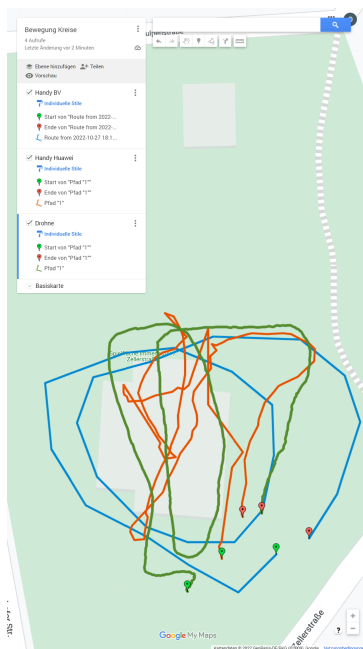 Bewegung Kreise
4 Aufrufe
Letzte Änderung vor 2 Minuten
Ebene hinzufügen
Teilen
Vorschau
Handy BV
Individuelle Stile
Start von "Route from 2022-...
Ende von "Route from 2022-...
Route from 2022-10-27 18:1...
Handy Huawei
Individuelle Stile
Start von "Pfad "1""
Ende von "Pfad "1""
Pfad "1"
Drohne
Individuelle Stile
Start von "Pfad "1""
Ende von "Pfad "1""
Pfad "1"
Basiskarte
Zellerstraße
Zellerstraße
Google My Maps
+
?
−